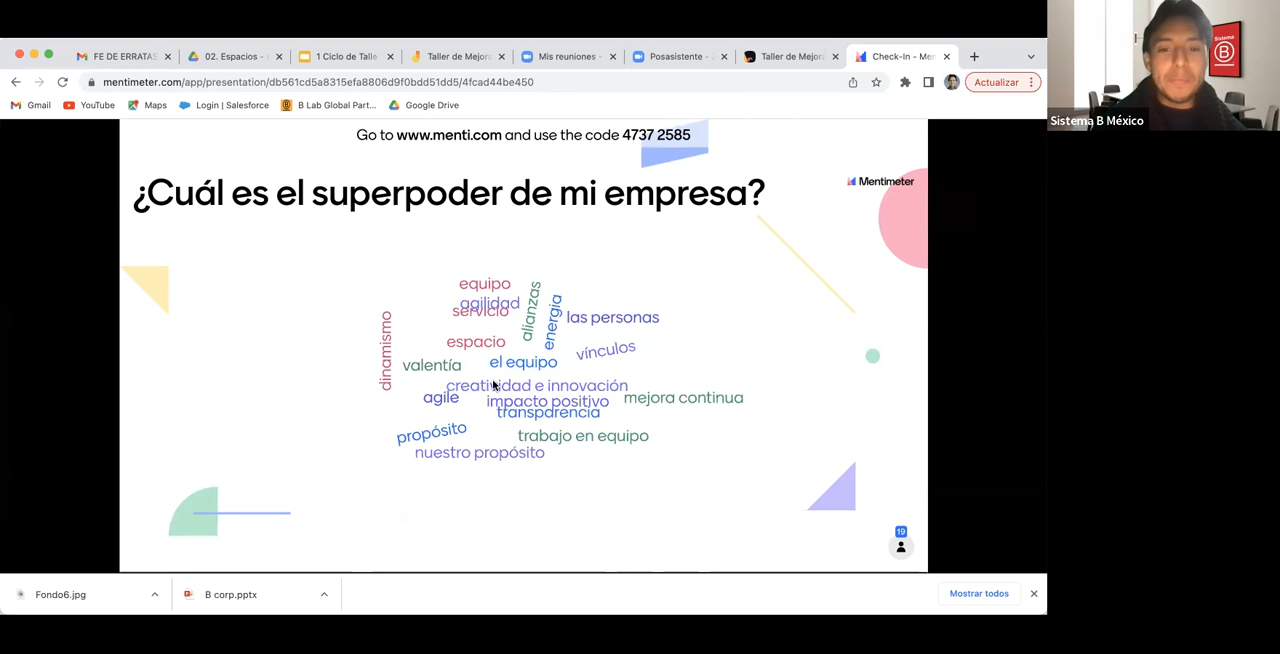 FE DE ERRATAS
02. Espacios -
1 Ciclo de Talle
Taller de Mejora
Mis reuniones -
Posasistente -
Taller de Mejora
Check-In - Men
mentimeter.com/app/presentation/db561cd5a8315efa8806d9f0bdd51dd5/4fcad44be450
Actualizar
Gmail
YouTube
Maps
Login | Salesforce
B Lab Global Part...
Google Drive
Sistema
B
Sistema B México
Go to www.menti.com and use the code 4737 2585
¿Cuál es el superpoder de mi empresa?
Mentimeter
equipo
agilidad
servicio
alianzas
energia
las personas
dinamismo
espacio
vínculos
valentía
el equipo
creatividad e innovación
agile
impacto positivo
mejora continua
transparencia
propósito
trabajo en equipo
nuestro propósito
19
Fondo6.jpg
B corp.pptx
Mostrar todos